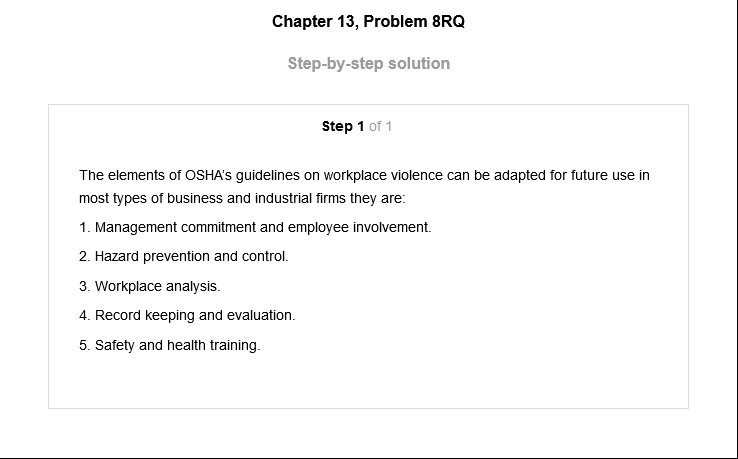 Chapter 13, Problem 8RQ
Step-by-step solution
Step 1 of 1
The elements of OSHA's guidelines on workplace violence can be adapted for future use in
most types of business and industrial firms they are:
1. Management commitment and employee involvement.
2. Hazard prevention and control.
3. Workplace analysis.
4. Record keeping and evaluation.
5. Safety and health training.